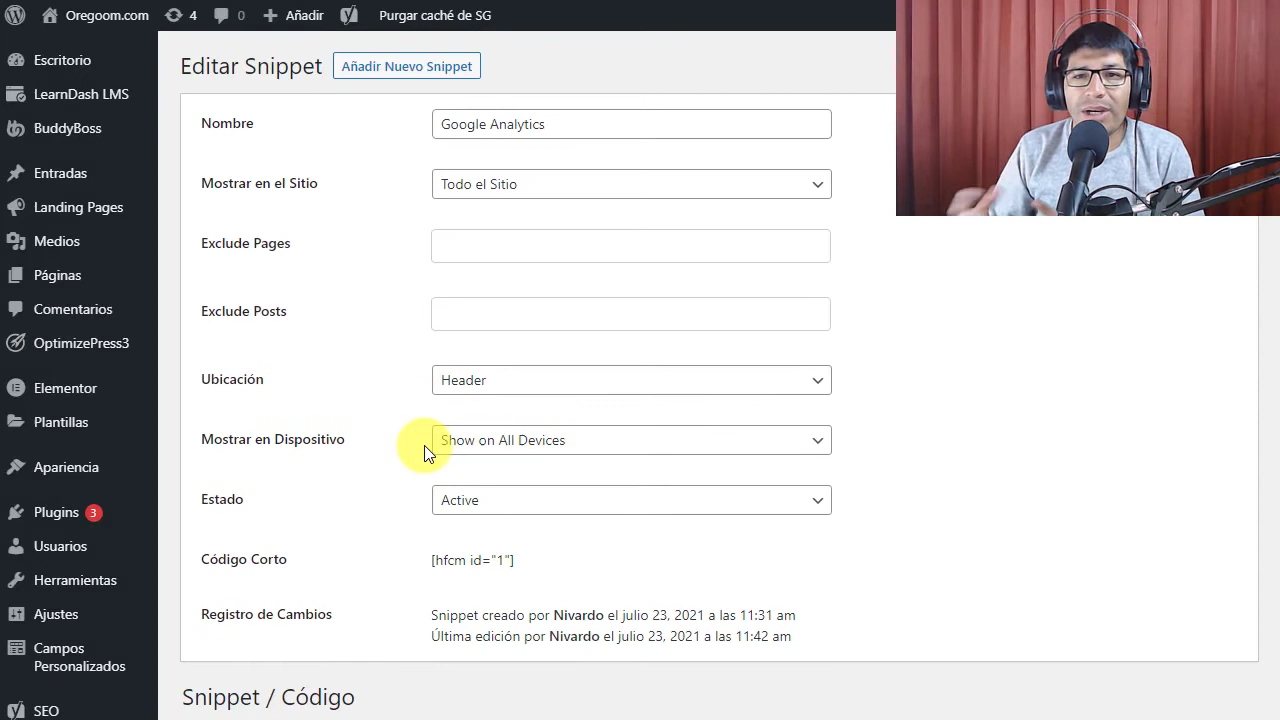 Oregoom.com
4
0
Añadir
Purgar caché de SG
Escritorio
LearnDash LMS
BuddyBoss
Entradas
Landing Pages
Medios
Páginas
Comentarios
OptimizePress3
Elementor
Plantillas
Apariencia
Plugins 3
Usuarios
Herramientas
Ajustes
Campos
Personalizados
SEO
Editar Snippet
Añadir Nuevo Snippet
Nombre
Google Analytics
Mostrar en el Sitio
Todo el Sitio
Exclude Pages
Exclude Posts
Ubicación
Header
Mostrar en Dispositivo
Show on All Devices
Estado
Active
Código Corto
[hfcm id="1"]
Registro de Cambios
Snippet creado por Nivardo el julio 23, 2021 a las 11:31 am
Última edición por Nivardo el julio 23, 2021 a las 11:42 am
Snippet / Código